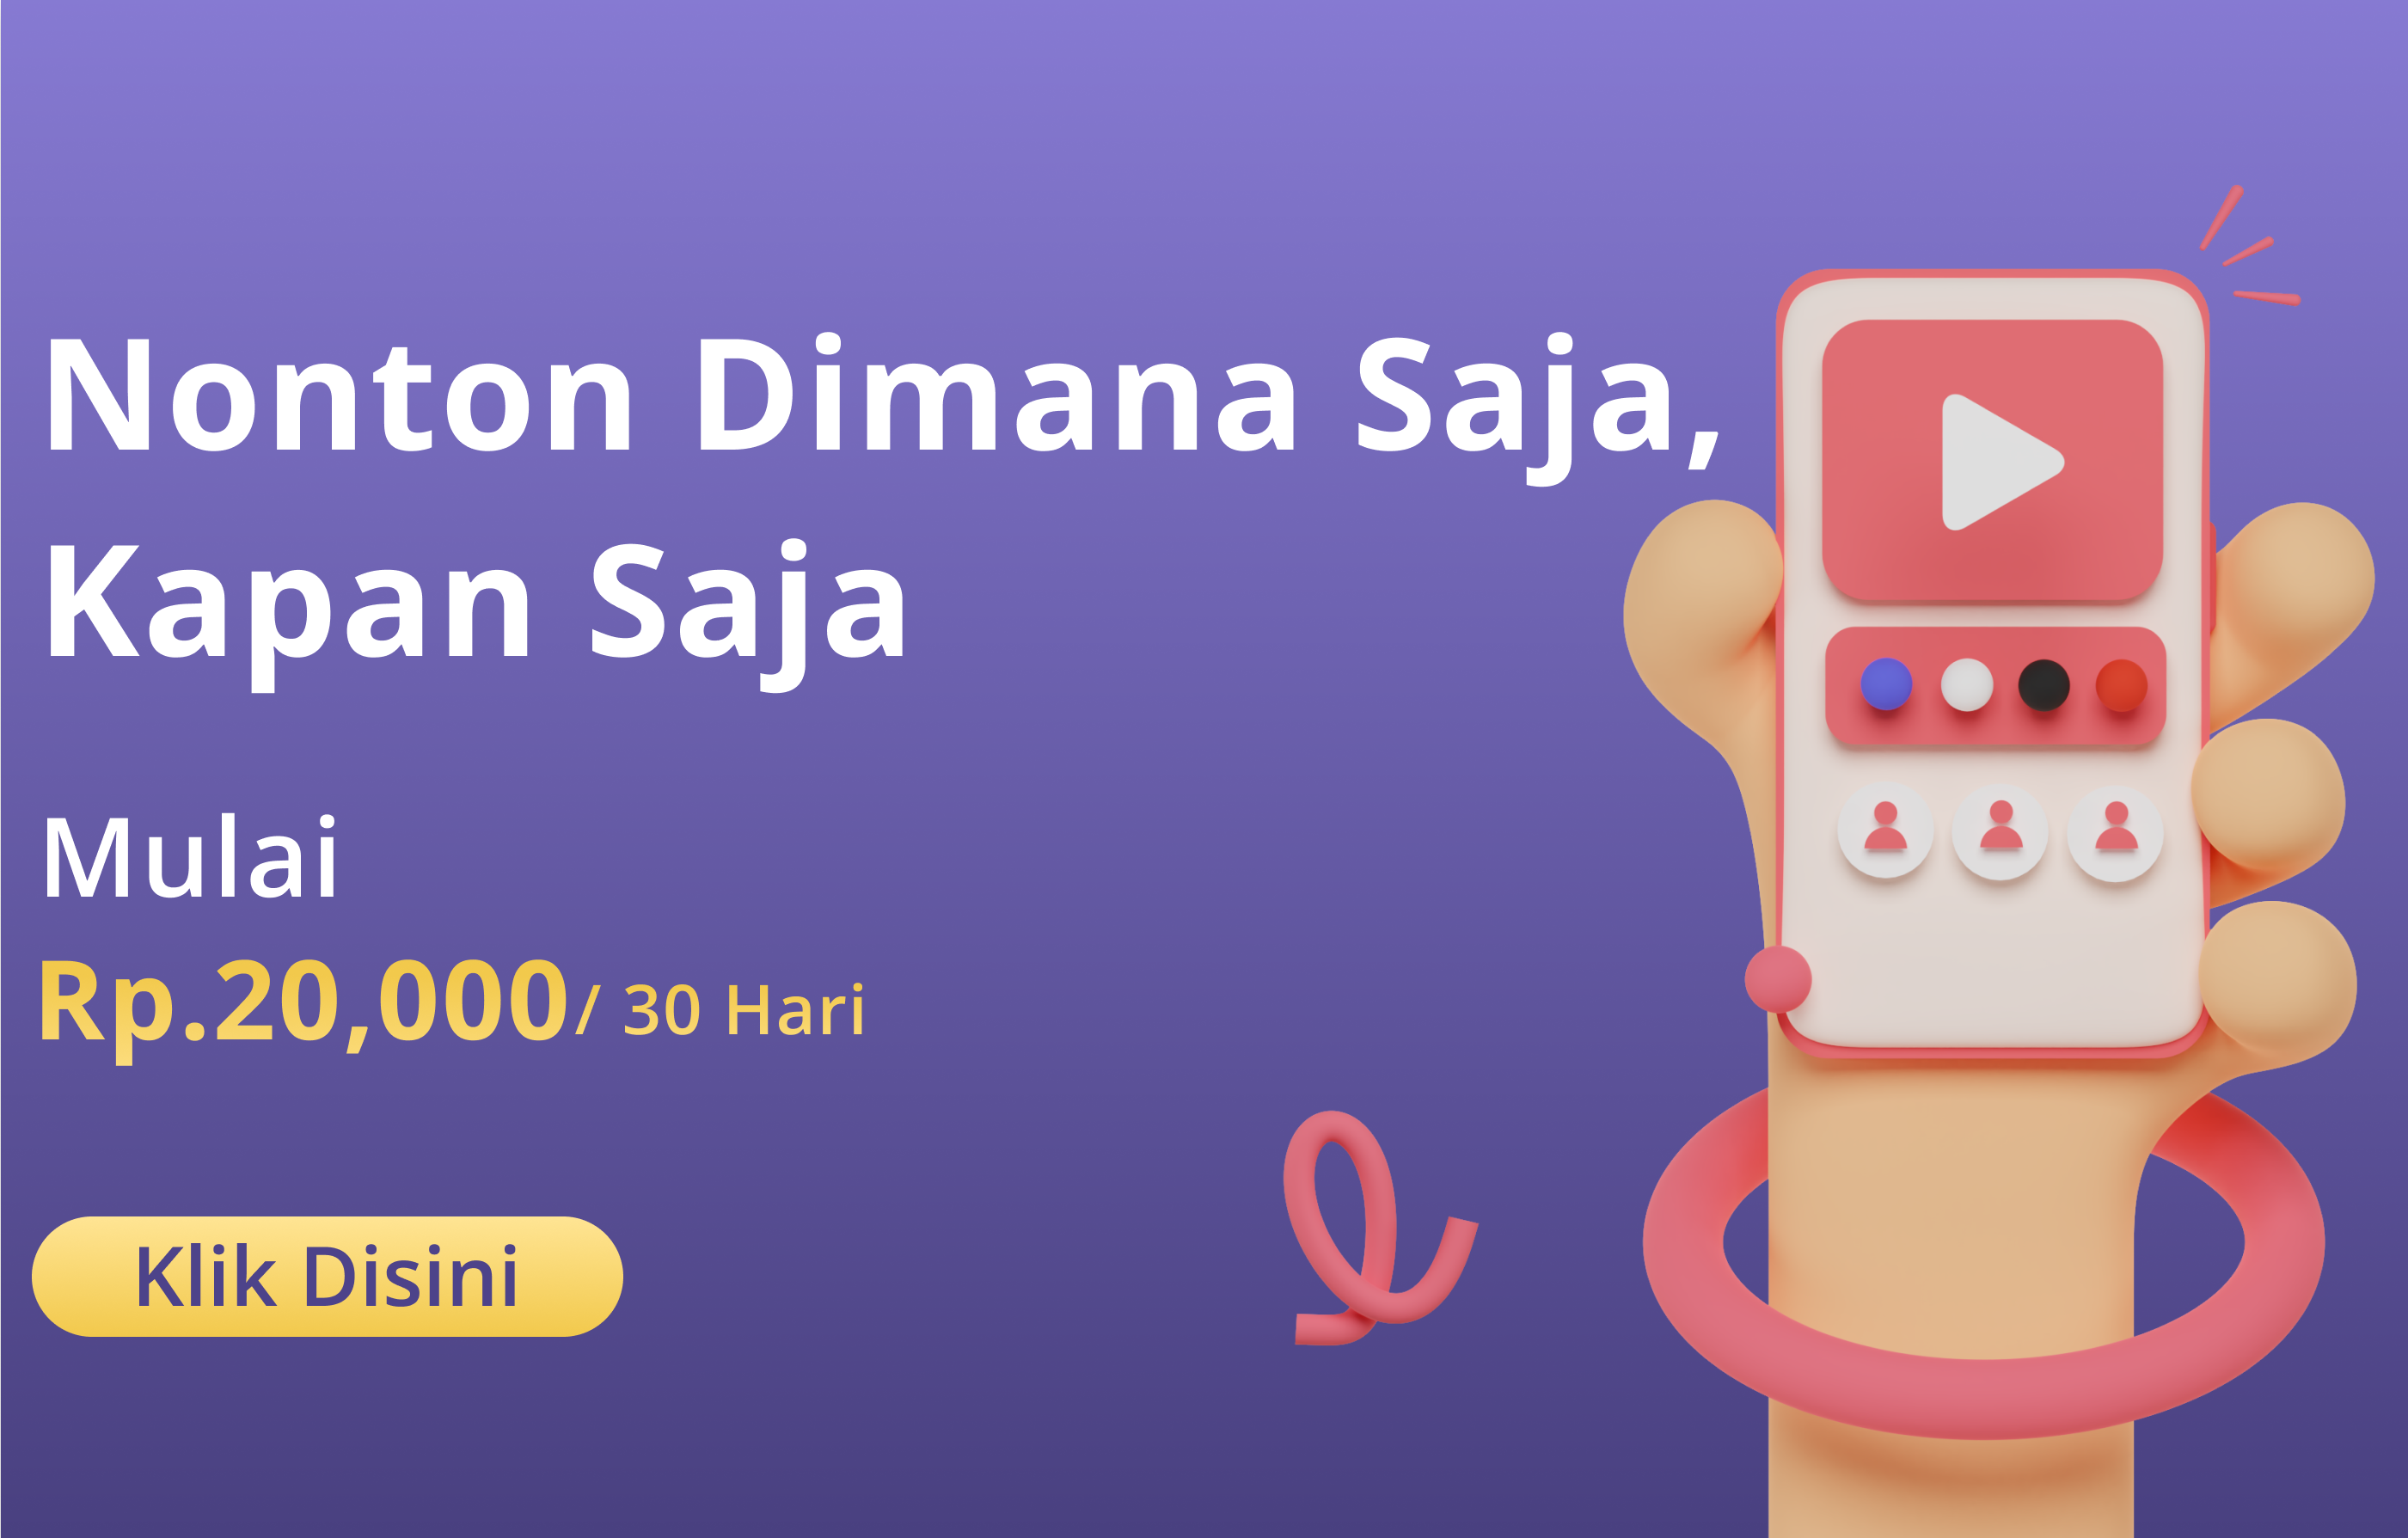 Nonton Dimana Saja,
Kapan Saja
Mulai
Rp.20,000/ 30 Hari
Klik Disini